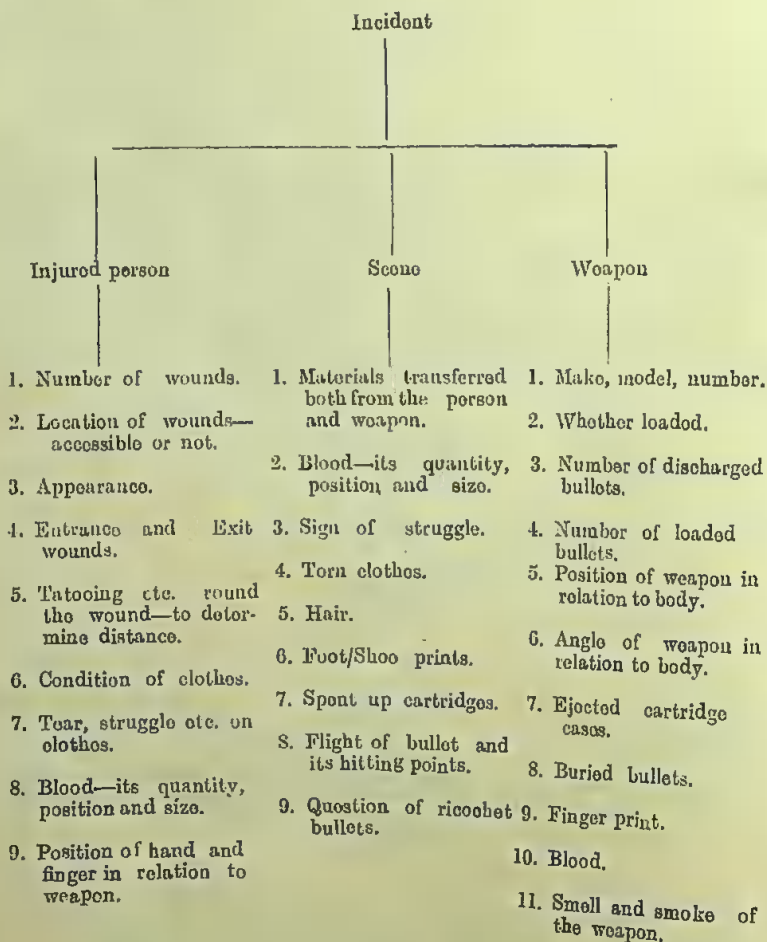 Incident
Injured person
Scene
Weapon
1. Number of wounds.
2. Location of wounds—
accessible or not.
3. Appearance.
4. Entrance and Exit
wounds.
5. Tatooing etc. round
the wound—to deter-
mine distance.
6. Condition of clothes.
7. Tear, struggle etc. on
clothes.
8. Blood—its quantity,
position and size.
9. Position of hand and
finger in relation to
weapon.
1. Materials transferred
both from the person
and weapon.
2. Blood—its quantity,
position and size.
3. Sign of struggle.
4. Torn clothes.
5. Hair.
6. Foot/Shoe prints.
7. Spent up cartridges.
8. Flight of bullet and
its hitting points.
9. Question of ricochet
bullets.
1. Make, model, number.
2. Whether loaded.
3. Number of discharged
bullets.
4. Number of loaded
bullets.
5. Position of weapon in
relation to body.
6. Angle of weapon in
relation to body.
7. Ejected cartridge
cases.
8. Buried bullets.
9. Finger print.
10. Blood.
11. Smell and smoke of
the weapon.